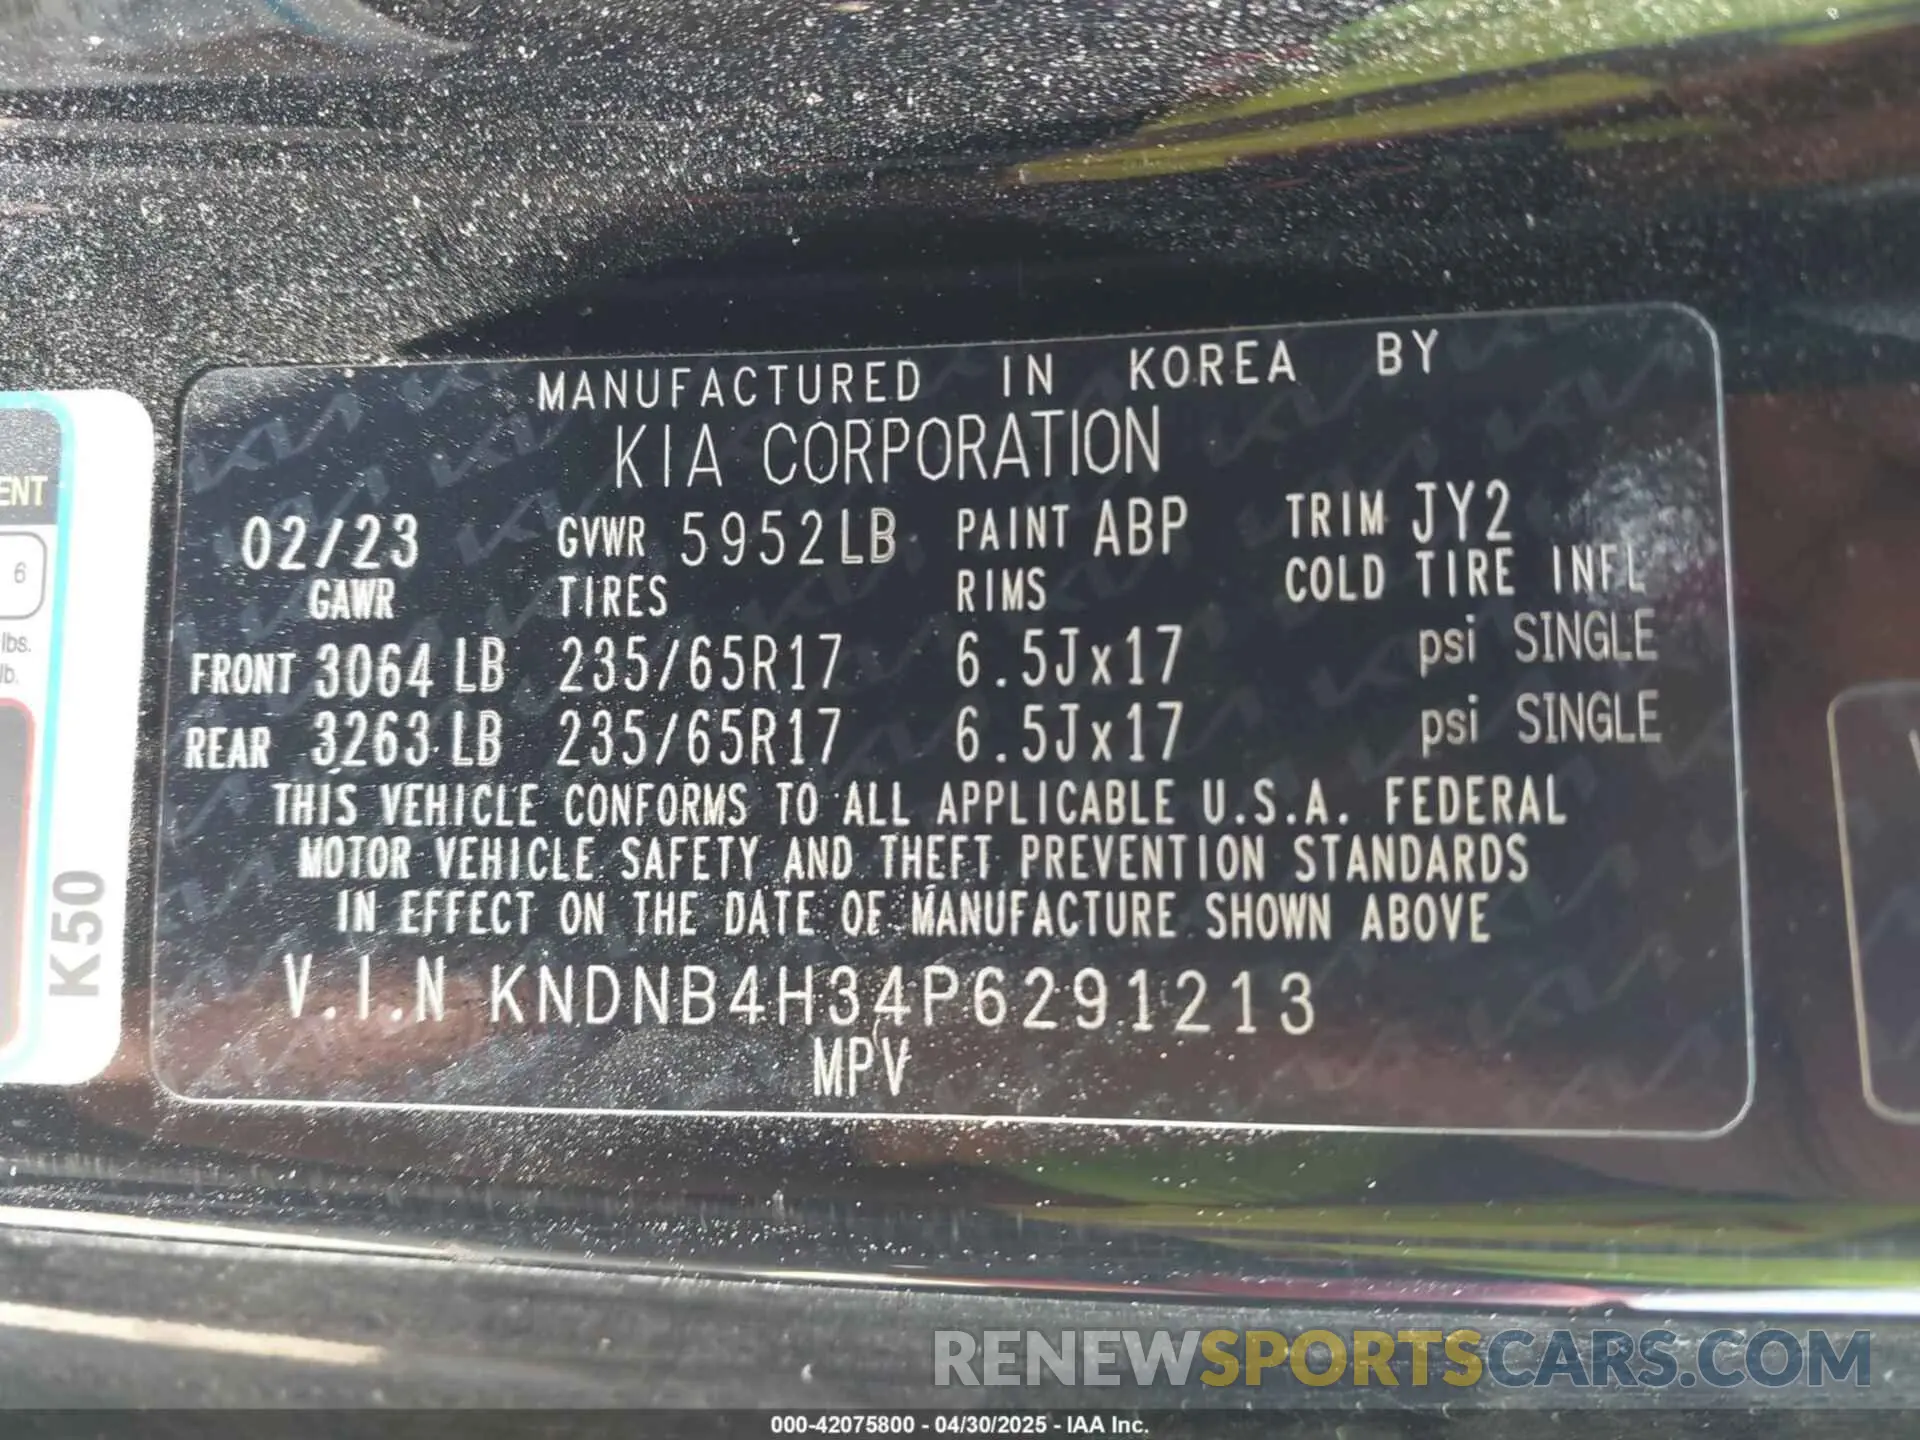 MANUFACTURED IN KOREA BY
KIA CORPORATION
02/23 GVWR 5952LB PAINT ABP TRIM JY2
GAWR TIRES RIMS COLD TIRE INFL
FRONT 3064 LB 235/65R17 6.5Jx17 psi SINGLE
REAR 3263 LB 235/65R17 6.5Jx17 psi SINGLE
THIS VEHICLE CONFORMS TO ALL APPLICABLE U.S.A. FEDERAL
MOTOR VEHICLE SAFETY AND THEFT PREVENTION STANDARDS
IN EFFECT ON THE DATE OF MANUFACTURE SHOWN ABOVE
V.I.N KNDNB4H34P6291213
MPV
6
lbs.
lb.
K50
RENEWSPORTSCARS.COM
000-42075800 - 04/30/2025 - IAA Inc.